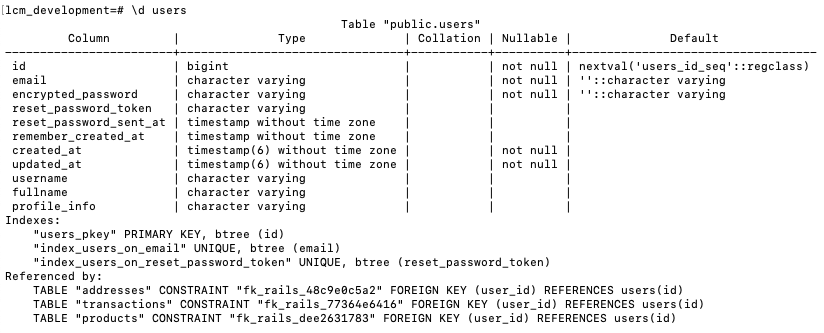 [lcm_development=# \d users
                                          Table "public.users"
         Column         |              Type              | Collation | Nullable |              Default
------------------------+--------------------------------+-----------+----------+-----------------------------------
 id                     | bigint                         |           | not null | nextval('users_id_seq'::regclass)
 email                  | character varying              |           | not null | ''::character varying
 encrypted_password     | character varying              |           | not null | ''::character varying
 reset_password_token   | character varying              |           |          |
 reset_password_sent_at | timestamp without time zone    |           |          |
 remember_created_at    | timestamp without time zone    |           |          |
 created_at             | timestamp(6) without time zone |           | not null |
 updated_at             | timestamp(6) without time zone |           | not null |
 username               | character varying              |           |          |
 fullname               | character varying              |           |          |
 profile_info           | character varying              |           |          |
Indexes:
    "users_pkey" PRIMARY KEY, btree (id)
    "index_users_on_email" UNIQUE, btree (email)
    "index_users_on_reset_password_token" UNIQUE, btree (reset_password_token)
Referenced by:
    TABLE "addresses" CONSTRAINT "fk_rails_48c9e0c5a2" FOREIGN KEY (user_id) REFERENCES users(id)
    TABLE "transactions" CONSTRAINT "fk_rails_77364e6416" FOREIGN KEY (user_id) REFERENCES users(id)
    TABLE "products" CONSTRAINT "fk_rails_dee2631783" FOREIGN KEY (user_id) REFERENCES users(id)